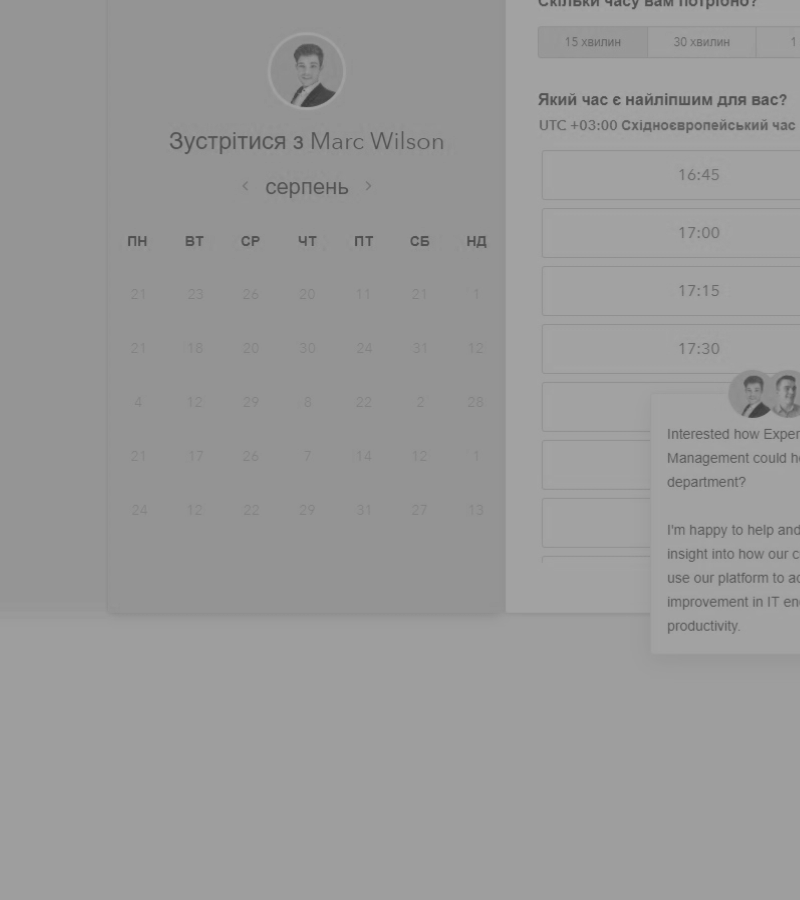 Скільки часу вам потрібно?
15 хвилин 30 хвилин 1
Який час є найліпшим для вас?
UTC +03:00 Східноєвропейський час
16:45
17:00
17:15
17:30
Зустрітися з Marc Wilson
‹ серпень ›
ПН ВТ СР ЧТ ПТ СБ НД
21 23 26 20 11 21 1
21 18 20 30 24 31 12
4 12 29 8 22 2 28
21 17 26 7 14 12 1
24 12 22 29 31 27 13
Interested how Exper
Management could he
department?
I'm happy to help and
insight into how our c
use our platform to ac
improvement in IT en
productivity.